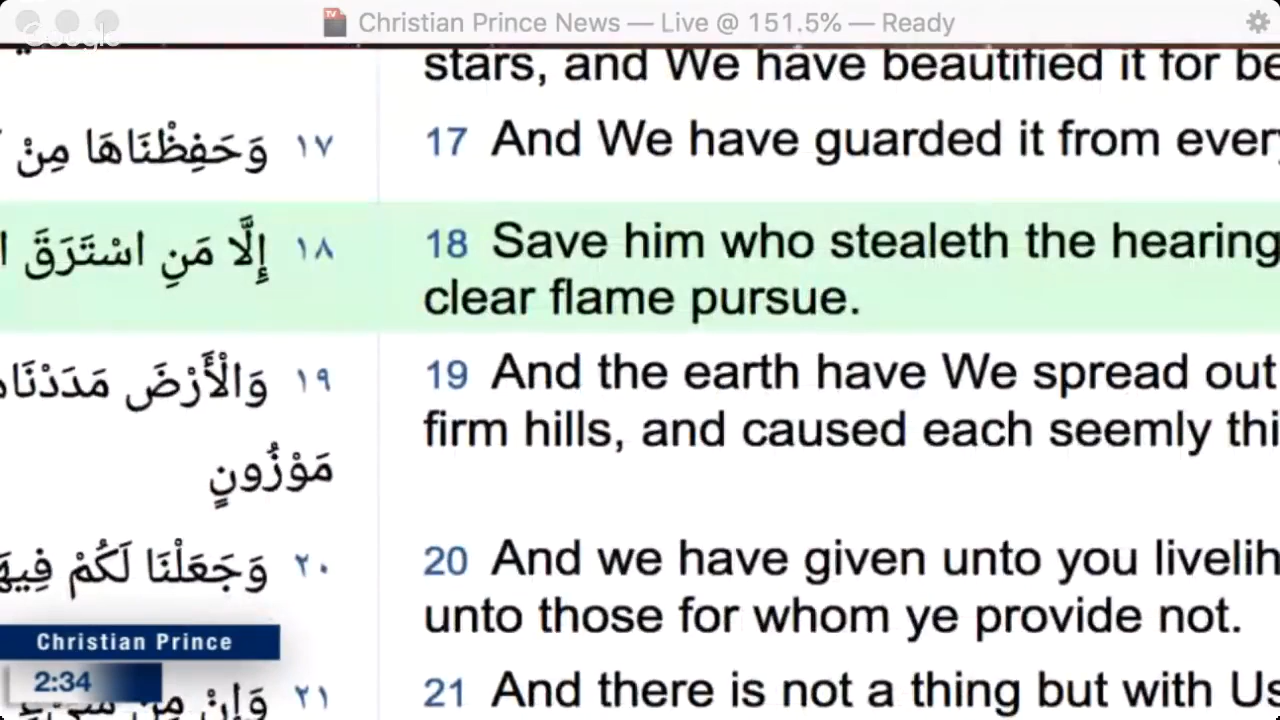 Christian Prince News — Live @ 151.5% — Ready
Google
stars, and We have beautified it for be
١٧ وَحَفِظْنَاهَا مِنْ
17 And We have guarded it from every
١٨ إِلَّا مَنِ اسْتَرَقَ ا
18 Save him who stealeth the hearing
clear flame pursue.
١٩ وَالْأَرْضَ مَدَدْنَاه
مَوْزُونٍ
19 And the earth have We spread out
firm hills, and caused each seemly thi
٢٠ وَجَعَلْنَا لَكُمْ فِيهَ
20 And we have given unto you livelih
unto those for whom ye provide not.
٢١ وَإِنْ مِنْ
21 And there is not a thing but with Us
Christian Prince
2:34